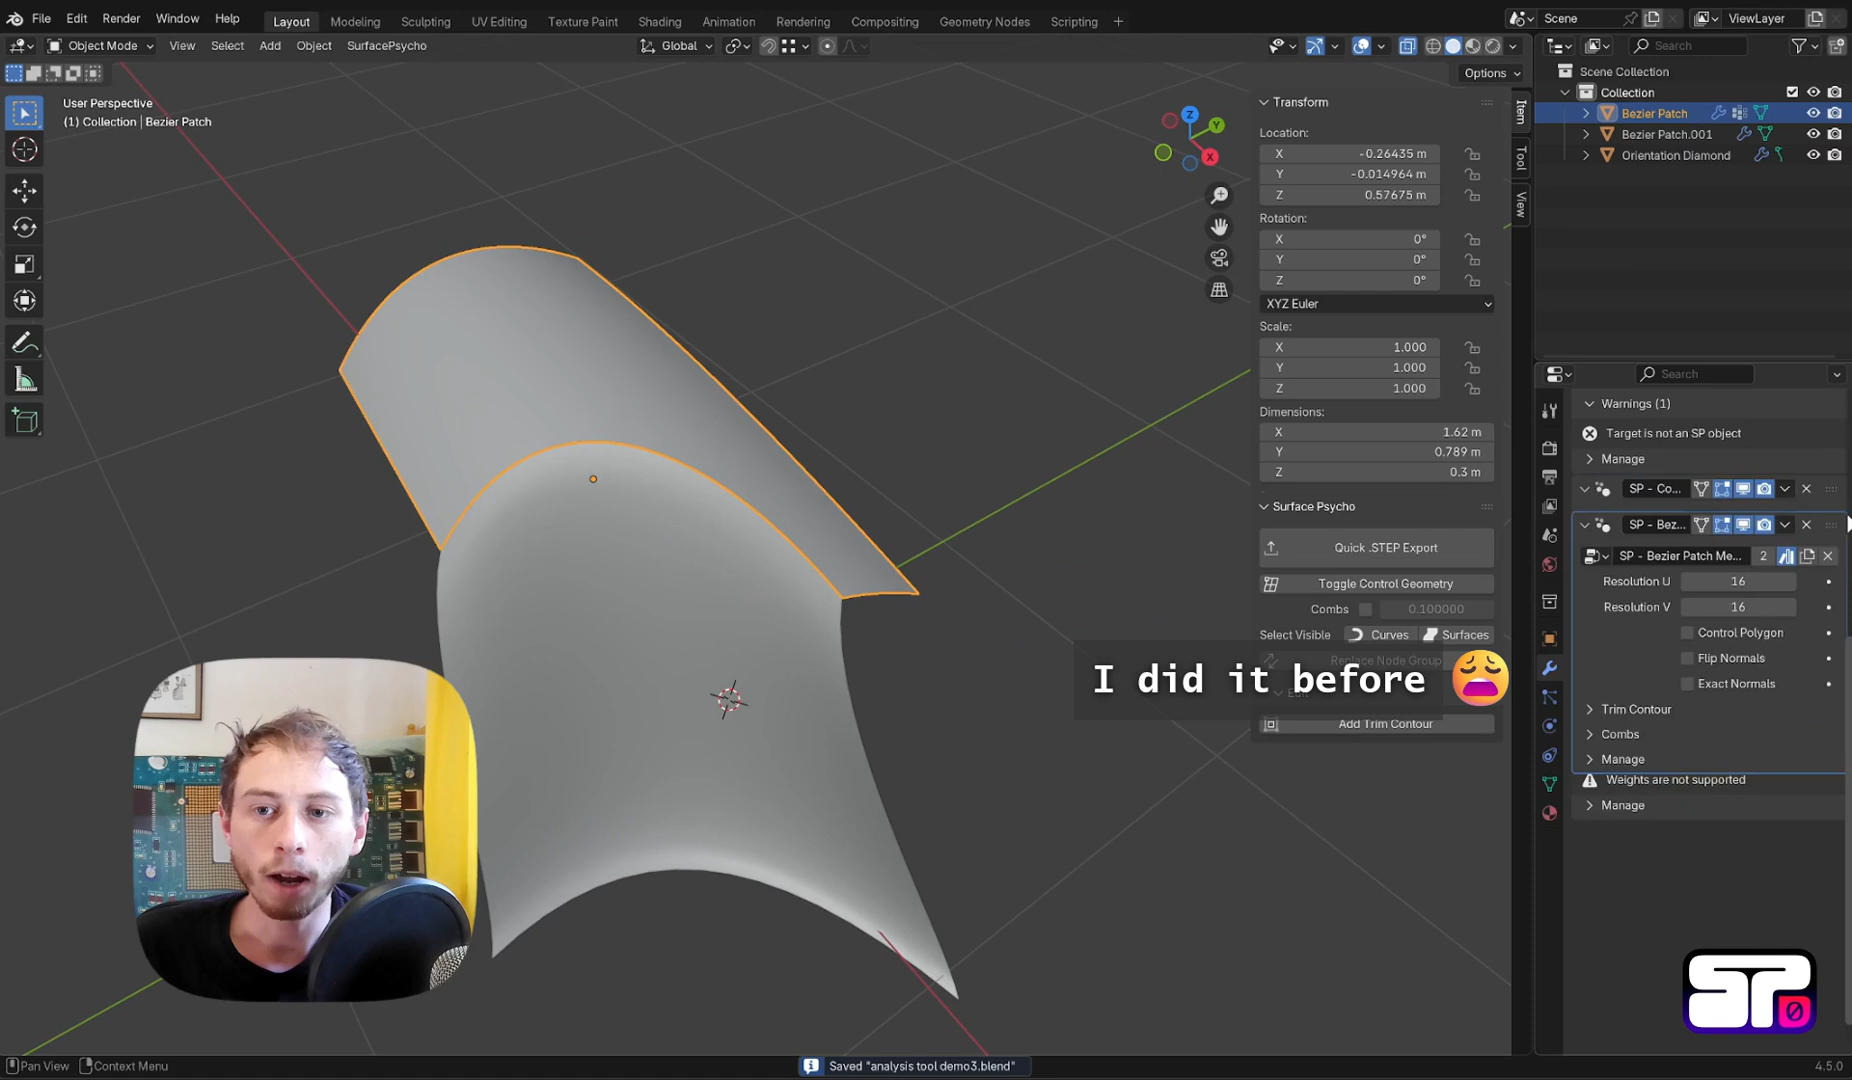 File Edit Render Window Help
Layout Modeling Sculpting UV Editing Texture Paint Shading Animation Rendering Compositing Geometry Nodes Scripting +
Scene
ViewLayer
Object Mode View Select Add Object SurfacePsycho
Global
Search
Options
User Perspective
(1) Collection | Bezier Patch
Z
Y
X
Transform
Location:
X -0.26435 m
Y -0.014964 m
Z 0.57675 m
Rotation:
X 0°
Y 0°
Z 0°
XYZ Euler
Scale:
X 1.000
Y 1.000
Z 1.000
Dimensions:
X 1.62 m
Y 0.789 m
Z 0.3 m
Surface Psycho
Quick .STEP Export
Toggle Control Geometry
Combs 0.100000
Select Visible Curves Surfaces
Replace Node Group
Edit
Add Trim Contour
I did it before 😩
Item
Tool
View
Scene Collection
Collection
Bezier Patch
Bezier Patch.001
Orientation Diamond
Search
Warnings (1)
Target is not an SP object
Manage
SP - Co...
SP - Bez...
SP - Bezier Patch Me... 2
Resolution U 16
Resolution V 16
Control Polygon
Flip Normals
Exact Normals
Trim Contour
Combs
Manage
Weights are not supported
Manage
SP0
Pan View Context Menu
Saved "analysis tool demo3.blend"
4.5.0